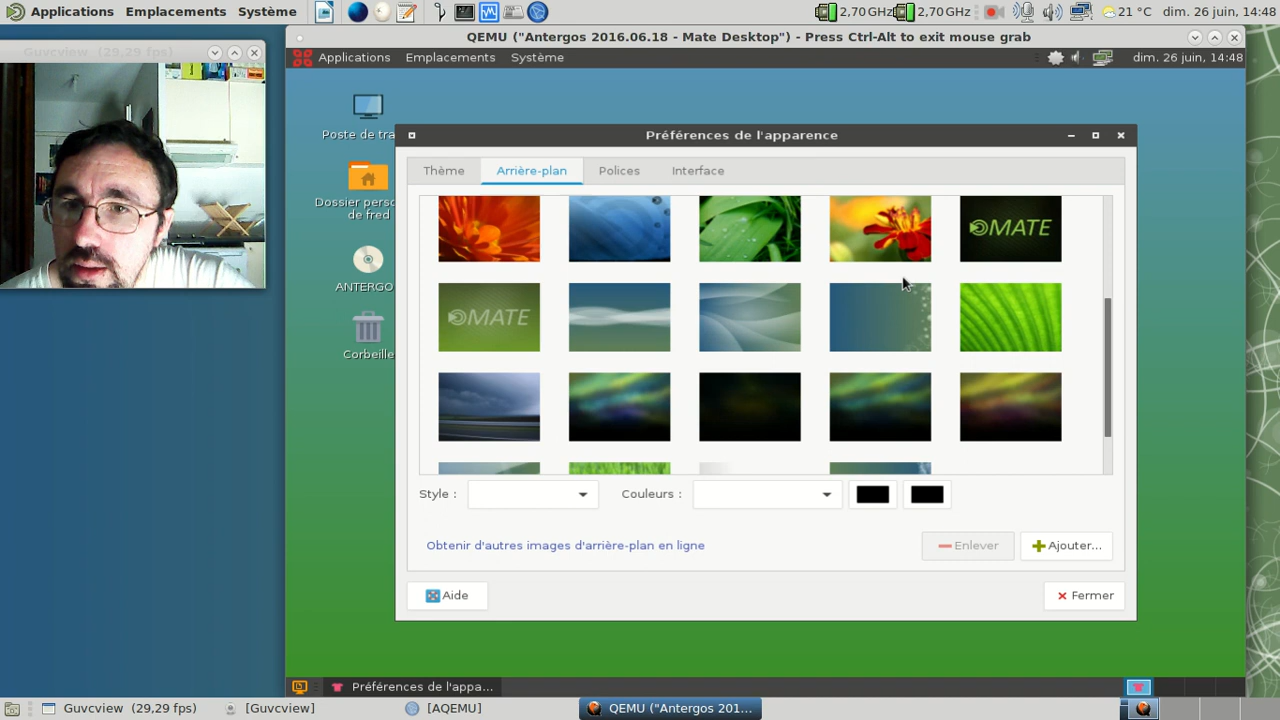 Applications Emplacements Système 2,70 GHz 2,70 GHz 21 °C dim. 26 juin, 14:48
Guvcview (29,29 fps)
QEMU ("Antergos 2016.06.18 - Mate Desktop") - Press Ctrl-Alt to exit mouse grab
Applications Emplacements Système dim. 26 juin, 14:48
Poste de tra
Dossier perso
de fred
ANTERGO
Corbeille
Préférences de l'apparence
Thème Arrière-plan Polices Interface
MATE
MATE
Style : Couleurs :
Obtenir d'autres images d'arrière-plan en ligne Enlever Ajouter...
Aide Fermer
Préférences de l'appa...
Guvcview (29,29 fps) [Guvcview] [AQEMU] QEMU ("Antergos 201...